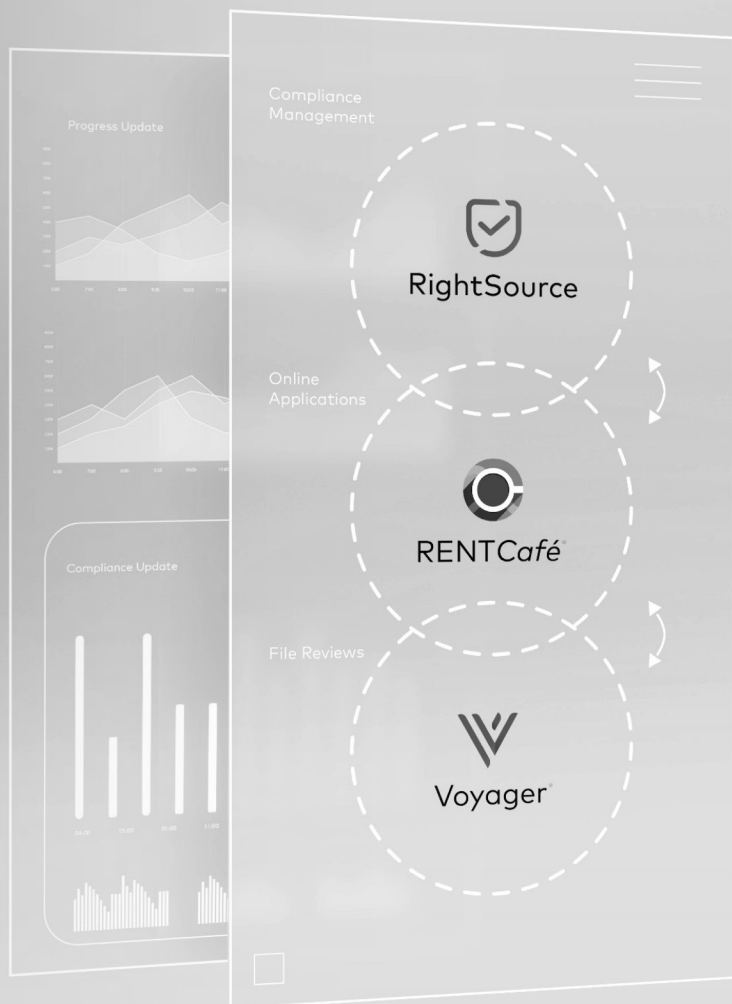 Progress Update
Compliance Update
Compliance
Management
RightSource
Online
Applications
RENTCafé
File Reviews
Voyager